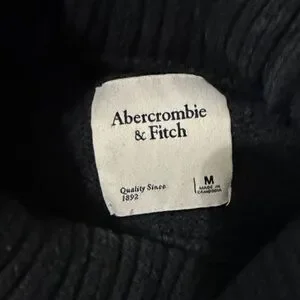 Abercrombie
& Fitch
Quality Since
1892
M
MADE IN
CAMBODIA